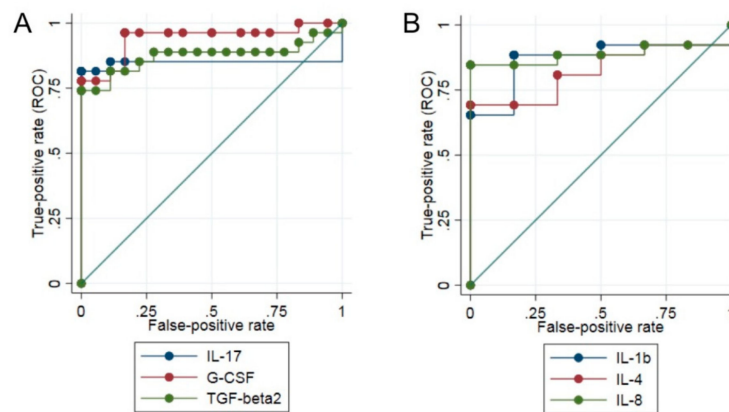 A
True-positive rate (ROC)
1
.75
.5
.25
0
0 .25 .5 .75 1
False-positive rate
IL-17
G-CSF
TGF-beta2
B
True-positive rate (ROC)
1
.75
.5
.25
0
0 .25 .5 .75 1
False-positive rate
IL-1b
IL-4
IL-8